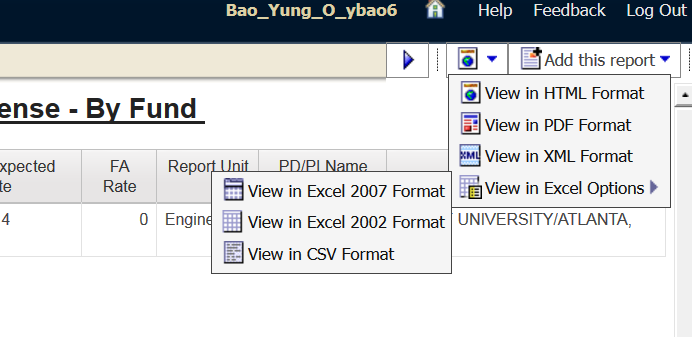 Bao_Yung_O_ybao6 Help Feedback Log Out
Add this report
View in HTML Format
ense - By Fund
View in PDF Format
View in XML Format
View in Excel Options
xpected
te
FA
Rate
Report Unit
PD/PI Name
View in Excel 2007 Format
View in Excel 2002 Format
View in CSV Format
4 0 Engine UNIVERSITY/ATLANTA,